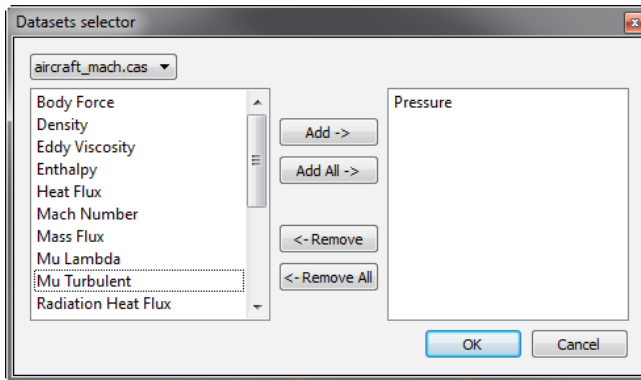 Datasets selector
aircraft_mach.cas
Body Force
Density
Eddy Viscosity
Enthalpy
Heat Flux
Mach Number
Mass Flux
Mu Lambda
Mu Turbulent
Radiation Heat Flux
Add ->
Add All ->
<- Remove
<- Remove All
Pressure
OK
Cancel